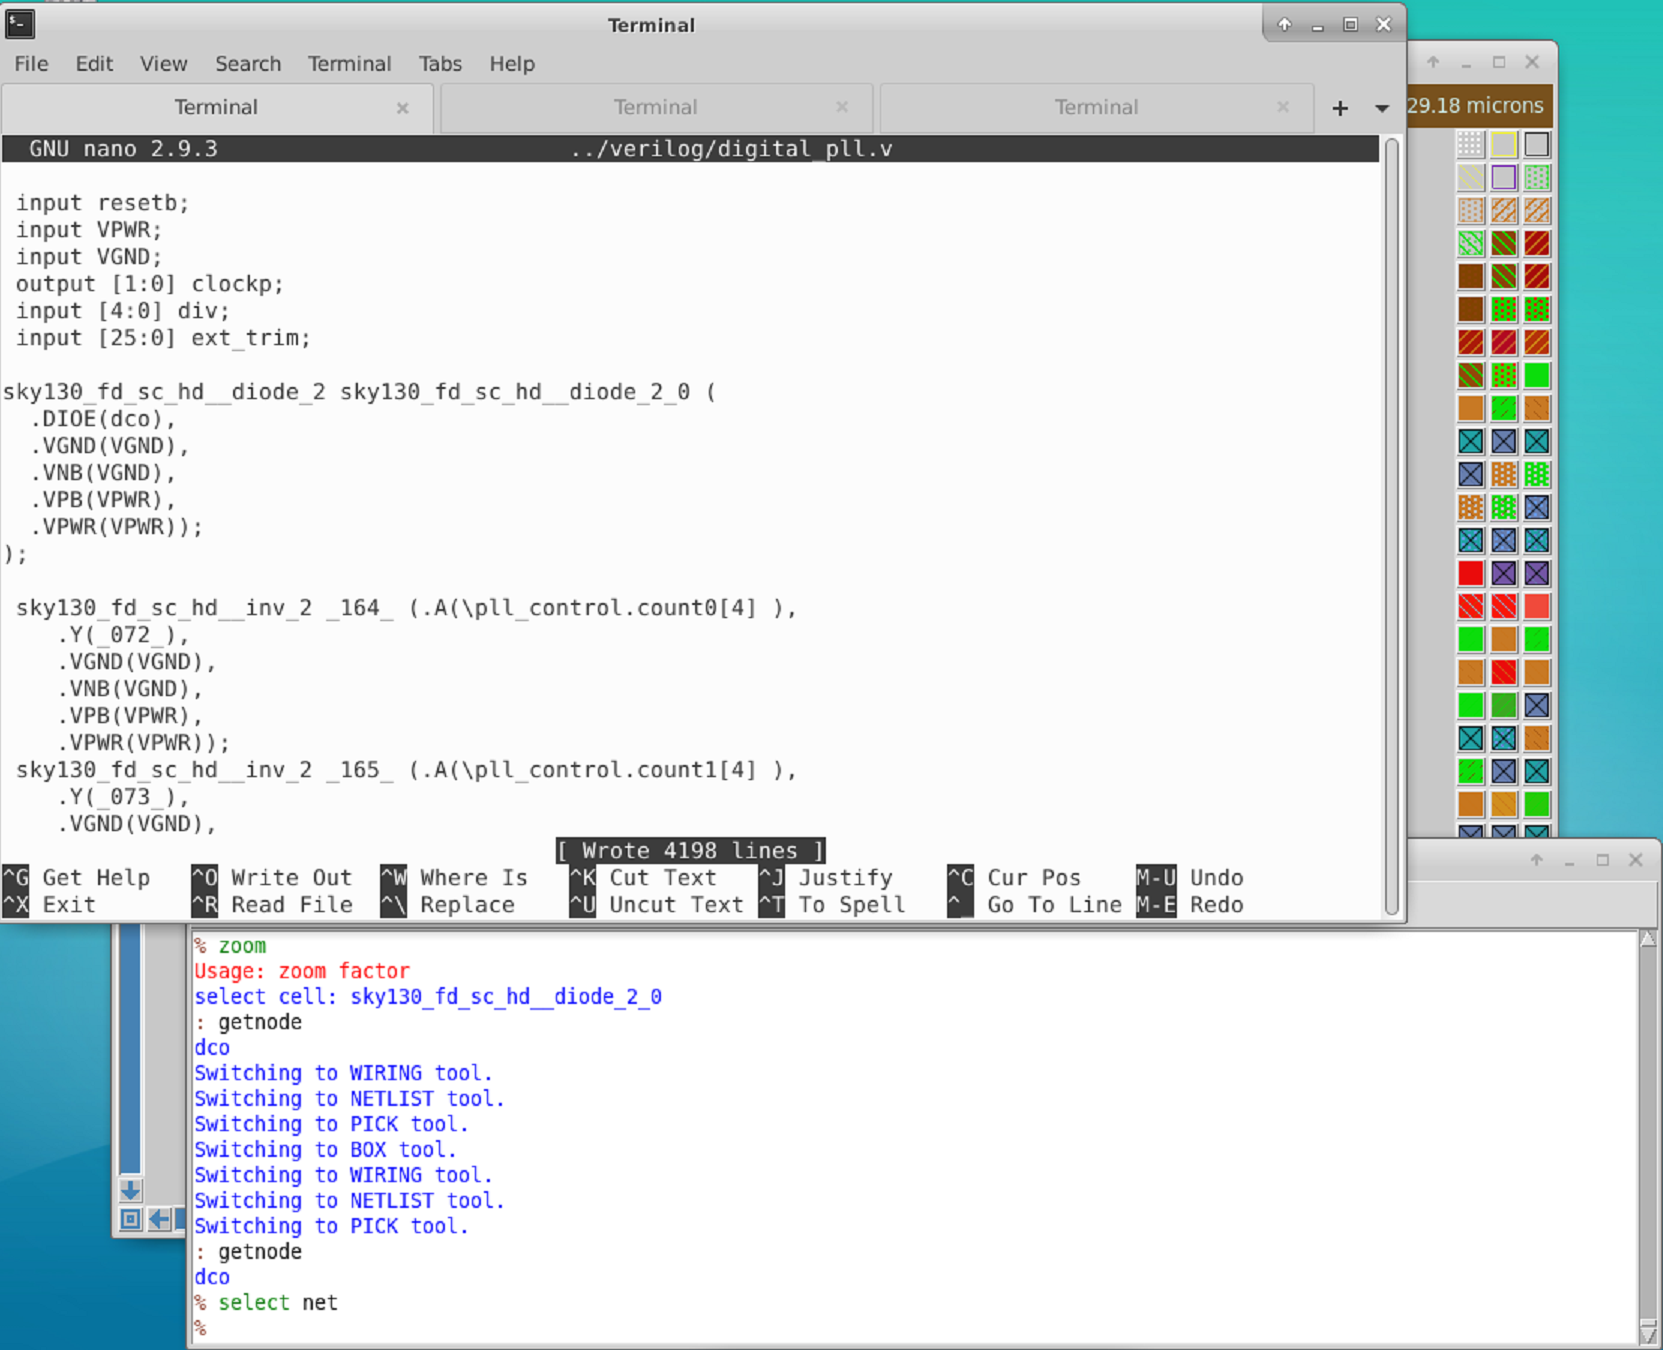 Terminal
File Edit View Search Terminal Tabs Help
Terminal Terminal Terminal
GNU nano 2.9.3 ../verilog/digital_pll.v
input resetb;
input VPWR;
input VGND;
output [1:0] clockp;
input [4:0] div;
input [25:0] ext_trim;
sky130_fd_sc_hd__diode_2 sky130_fd_sc_hd__diode_2_0 (
.DIOE(dco),
.VGND(VGND),
.VNB(VGND),
.VPB(VPWR),
.VPWR(VPWR));
);
sky130_fd_sc_hd__inv_2 _164_ (.A(\pll_control.count0[4] ),
.Y(_072_),
.VGND(VGND),
.VNB(VGND),
.VPB(VPWR),
.VPWR(VPWR));
sky130_fd_sc_hd__inv_2 _165_ (.A(\pll_control.count1[4] ),
.Y(_073_),
.VGND(VGND),
[ Wrote 4198 lines ]
^G Get Help ^O Write Out ^W Where Is ^K Cut Text ^J Justify ^C Cur Pos M-U Undo
^X Exit ^R Read File ^\ Replace ^U Uncut Text ^T To Spell ^_ Go To Line M-E Redo
29.18 microns
% zoom
Usage: zoom factor
select cell: sky130_fd_sc_hd__diode_2_0
: getnode
dco
Switching to WIRING tool.
Switching to NETLIST tool.
Switching to PICK tool.
Switching to BOX tool.
Switching to WIRING tool.
Switching to NETLIST tool.
Switching to PICK tool.
: getnode
dco
% select net
%